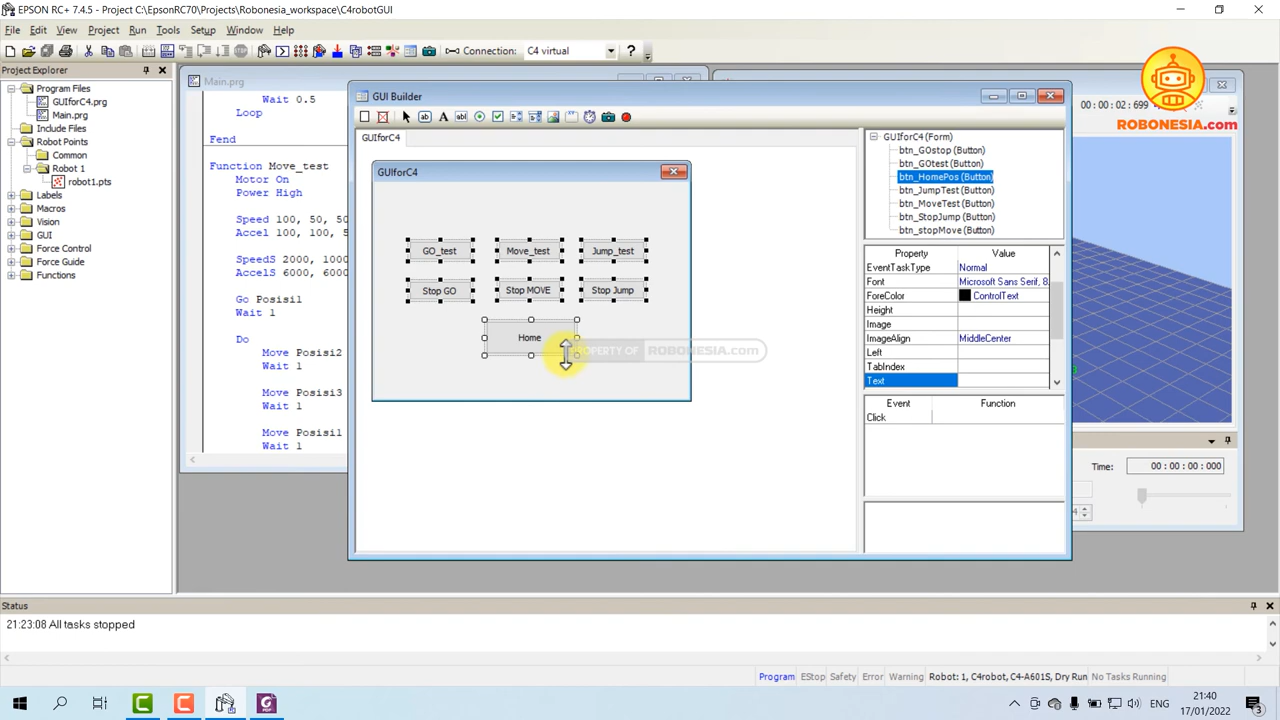 EPSON RC+ 7.4.5 - Project C:\EpsonRC70\Projects\Robonesia_workspace\C4robotGUI
File Edit View Project Run Tools Setup Window Help
Connection: C4 virtual
Project Explorer
Program Files
GUIforC4.prg
Main.prg
Include Files
Robot Points
Common
Robot 1
robot1.pts
Labels
Macros
Vision
GUI
Force Control
Force Guide
Functions
Main.prg
Wait 0.5
Loop
Fend
Function Move_test
Motor On
Power High
Speed 100, 50, 50
Accel 100, 100, 5
SpeedS 2000, 1000
AccelS 6000, 6000
Go Posisi1
Wait 1
Do
Move Posisi2
Wait 1
Move Posisi3
Wait 1
Move Posisi1
Wait 1
GUI Builder
GUIforC4
GUIforC4
GO_test Move_test Jump_test
Stop GO Stop MOVE Stop Jump
Home
PROPERTY OF ROBONESIA.com
GUIforC4 (Form)
btn_GOstop (Button)
btn_GOtest (Button)
btn_HomePos (Button)
btn_JumpTest (Button)
btn_MoveTest (Button)
btn_StopJump (Button)
btn_stopMove (Button)
Property Value
EventTaskType Normal
Font Microsoft Sans Serif, 8.
ForeColor ControlText
Height
Image
ImageAlign MiddleCenter
Left
TabIndex
Text
Event Function
Click
00 : 00 : 02 : 699
ROBONESIA.com
Time: 00 : 00 : 00 : 000
Status
21:23:08 All tasks stopped
Program EStop Safety Error Warning Robot: 1, C4robot, C4-A601S, Dry Run No Tasks Running
ENG
21:40
17/01/2022
3